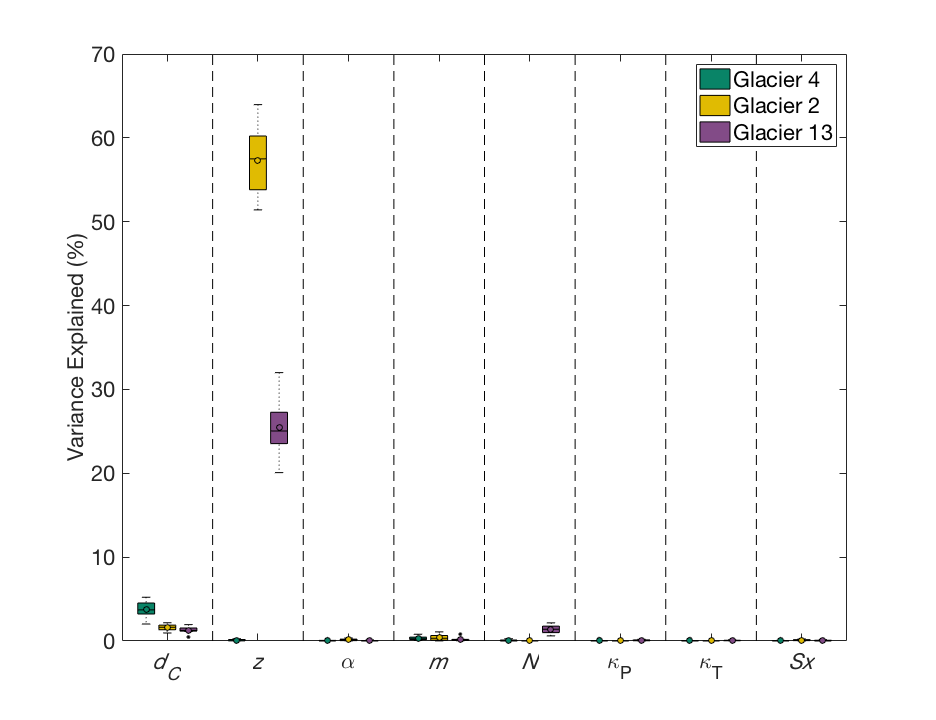 70
60
50
40
30
20
10
0
Variance Explained (%)
Glacier 4
Glacier 2
Glacier 13
d_C z α m N κ_P κ_T Sx